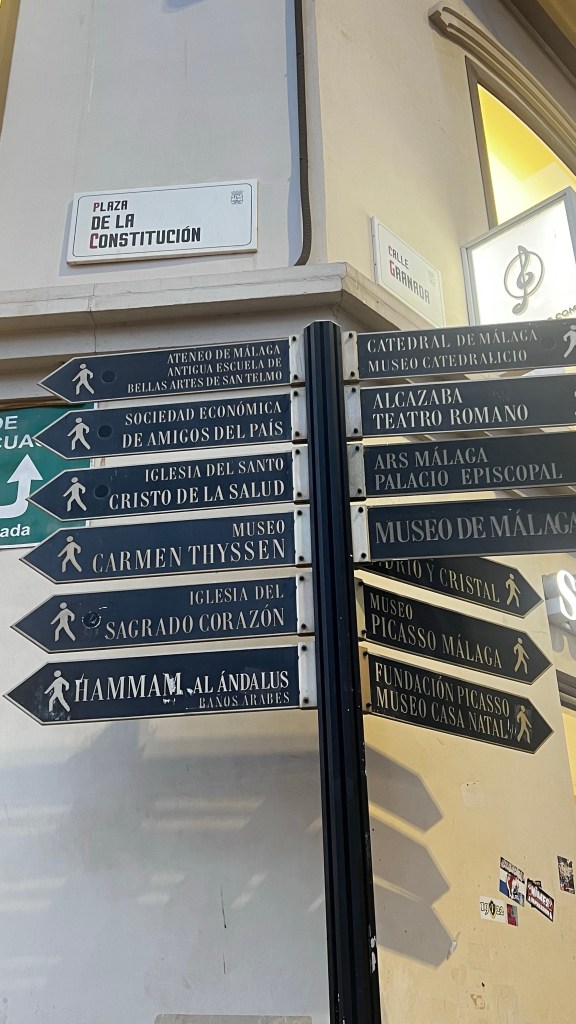 PLAZA
DE LA
CONSTITUCIÓN
CALLE
GRANADA
ATENEO DE MÁLAGA
ANTIGUA ESCUELA DE
BELLAS ARTES DE SAN TELMO
SOCIEDAD ECONÓMICA
DE AMIGOS DEL PAÍS
IGLESIA DEL SANTO
CRISTO DE LA SALUD
MUSEO
CARMEN THYSSEN
IGLESIA DEL
SAGRADO CORAZÓN
HAMMAM AL ÁNDALUS
BAÑOS ÁRABES
CATEDRAL DE MÁLAGA
MUSEO CATEDRALICIO
ALCAZABA
TEATRO ROMANO
ARS MÁLAGA
PALACIO EPISCOPAL
MUSEO DE MÁLAGA
Y CRISTAL
MUSEO
PICASSO MÁLAGA
FUNDACIÓN PICASSO
MUSEO CASA NATAL
DE